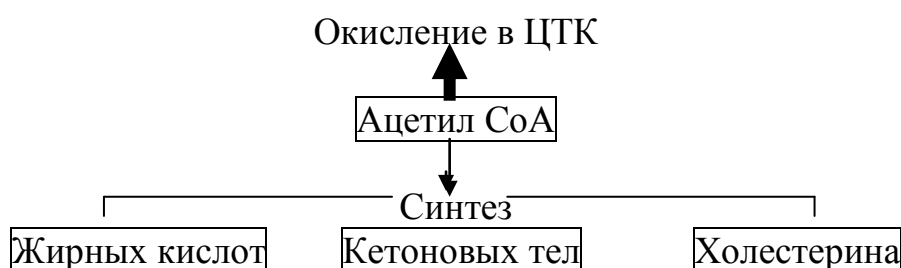 Окисление в ЦТК
Ацетил СоА
Синтез
Жирных кислот Кетоновых тел Холестерина